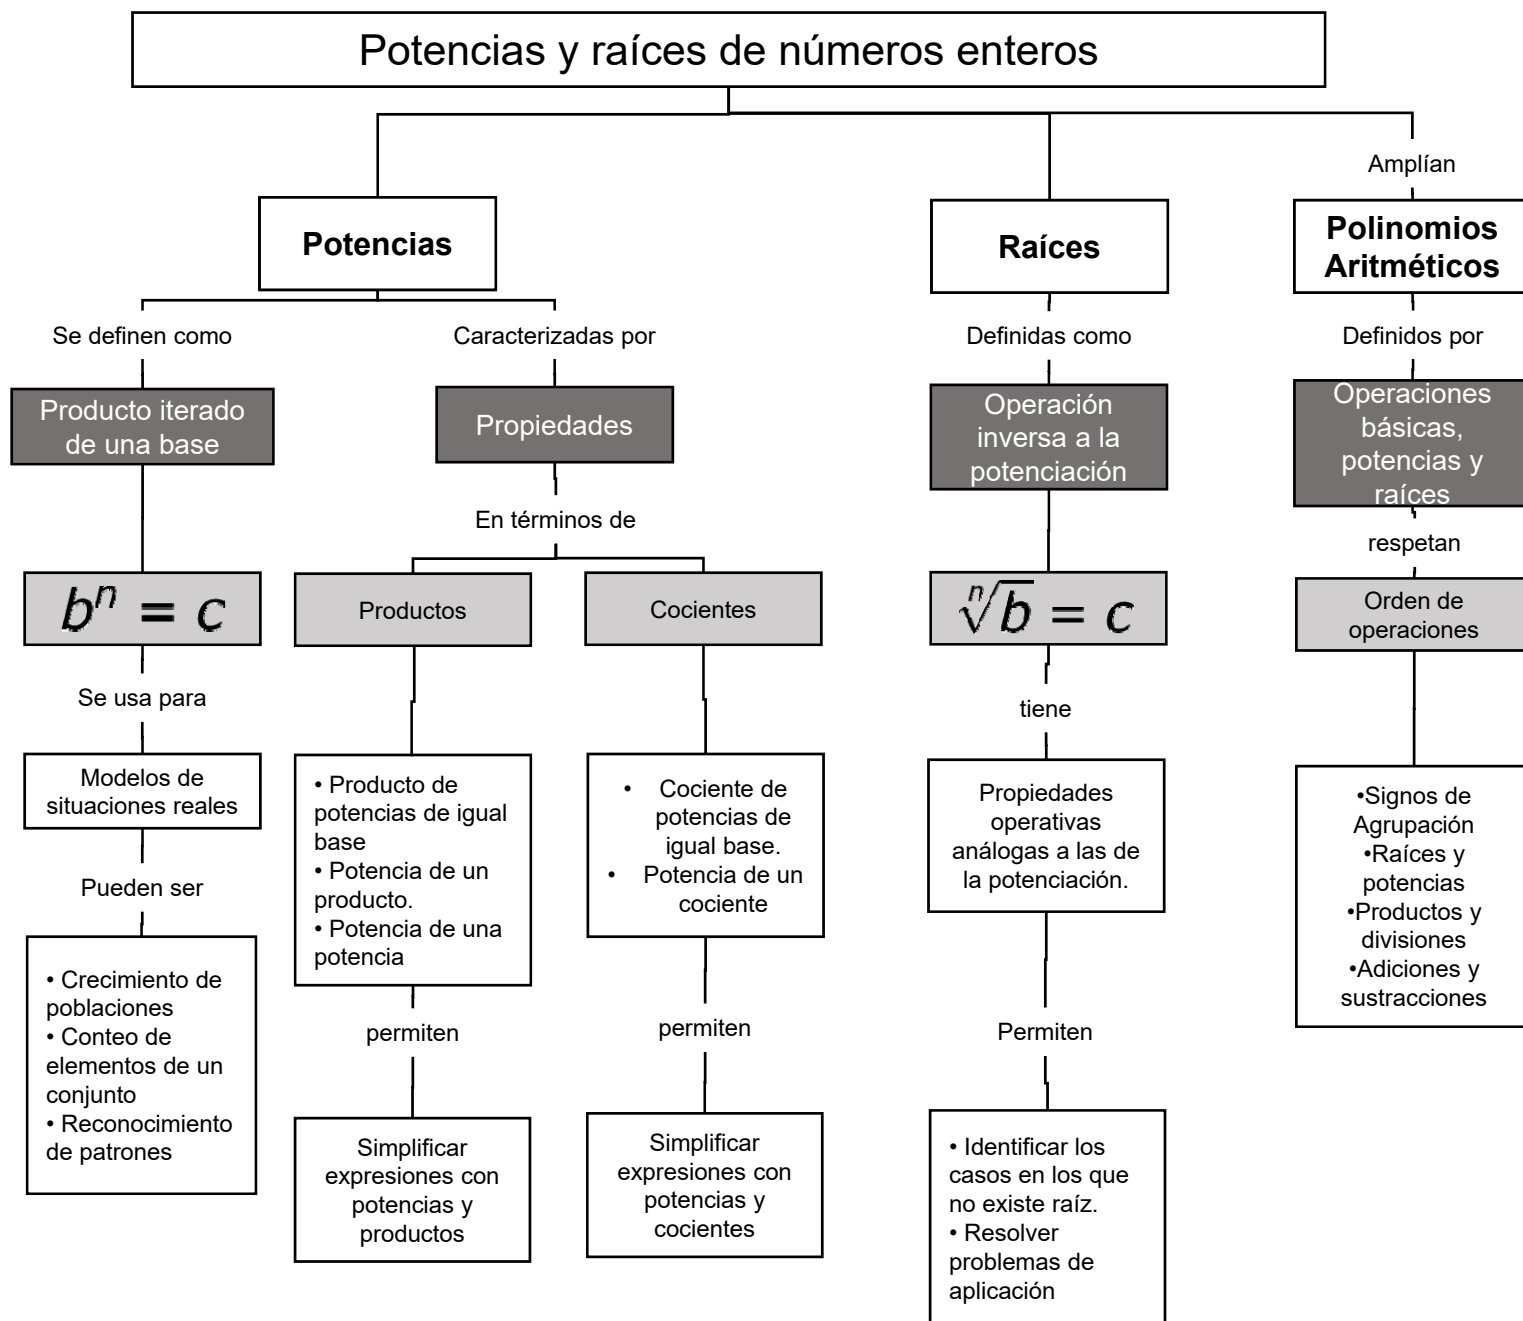 Potencias y raíces de números enteros
Potencias
Se definen como
Producto iterado
de una base
bⁿ = c
Se usa para
Modelos de
situaciones reales
Pueden ser
• Crecimiento de
poblaciones
• Conteo de
elementos de un
conjunto
• Reconocimiento
de patrones
Caracterizadas por
Propiedades
En términos de
Productos
• Producto de
potencias de igual
base
• Potencia de un
producto.
• Potencia de una
potencia
permiten
Simplificar
expresiones con
potencias y
productos
Cocientes
• Cociente de
potencias de
igual base.
• Potencia de un
cociente
permiten
Simplificar
expresiones con
potencias y
cocientes
Raíces
Definidas como
Operación
inversa a la
potenciación
ⁿ√b = c
tiene
Propiedades
operativas
análogas a las de
la potenciación.
Permiten
• Identificar los
casos en los que
no existe raíz.
• Resolver
problemas de
aplicación
Amplían
Polinomios
Aritméticos
Definidos por
Operaciones
básicas,
potencias y
raíces
respetan
Orden de
operaciones
•Signos de
Agrupación
•Raíces y
potencias
•Productos y
divisiones
•Adiciones y
sustracciones